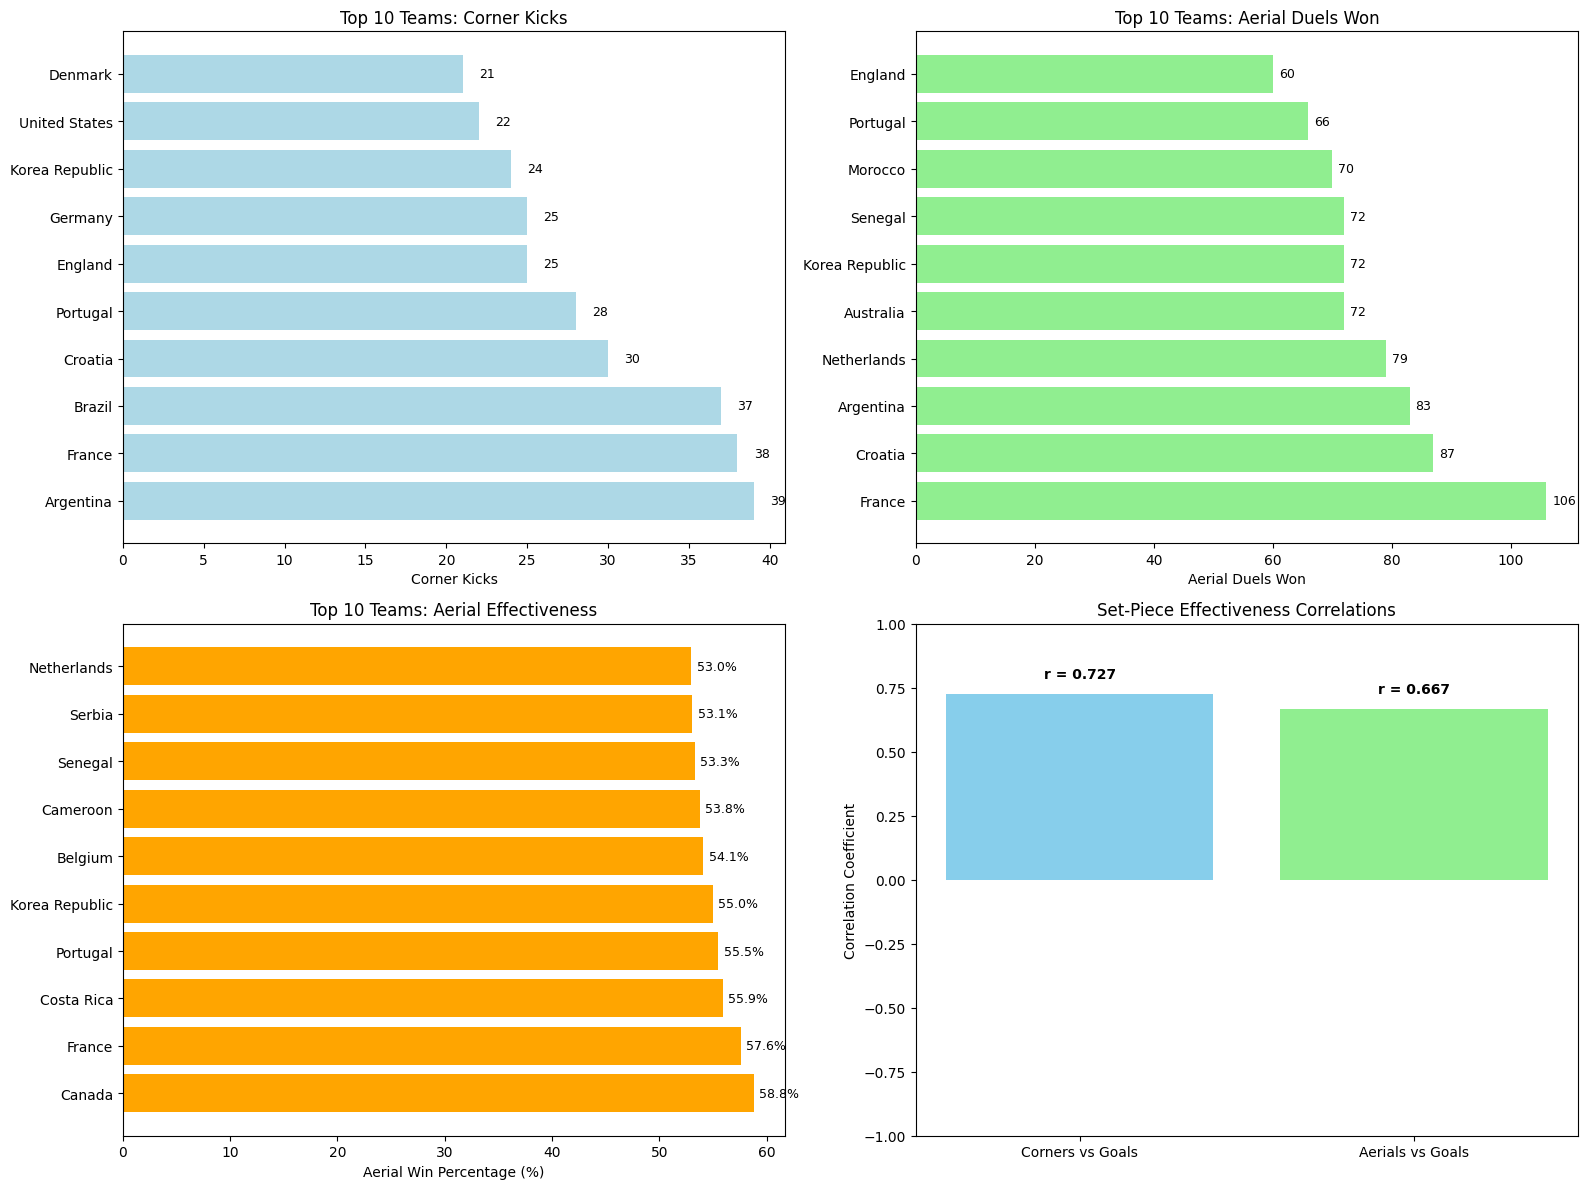 Top 10 Teams: Corner Kicks
Denmark 21
United States 22
Korea Republic 24
Germany 25
England 25
Portugal 28
Croatia 30
Brazil 37
France 38
Argentina 39
0 5 10 15 20 25 30 35 40
Corner Kicks
Top 10 Teams: Aerial Duels Won
England 60
Portugal 66
Morocco 70
Senegal 72
Korea Republic 72
Australia 72
Netherlands 79
Argentina 83
Croatia 87
France 106
0 20 40 60 80 100
Aerial Duels Won
Top 10 Teams: Aerial Effectiveness
Netherlands 53.0%
Serbia 53.1%
Senegal 53.3%
Cameroon 53.8%
Belgium 54.1%
Korea Republic 55.0%
Portugal 55.5%
Costa Rica 55.9%
France 57.6%
Canada 58.8%
0 10 20 30 40 50 60
Aerial Win Percentage (%)
Set-Piece Effectiveness Correlations
Correlation Coefficient
1.00
0.75
0.50
0.25
0.00
−0.25
−0.50
−0.75
−1.00
r = 0.727
r = 0.667
Corners vs Goals
Aerials vs Goals